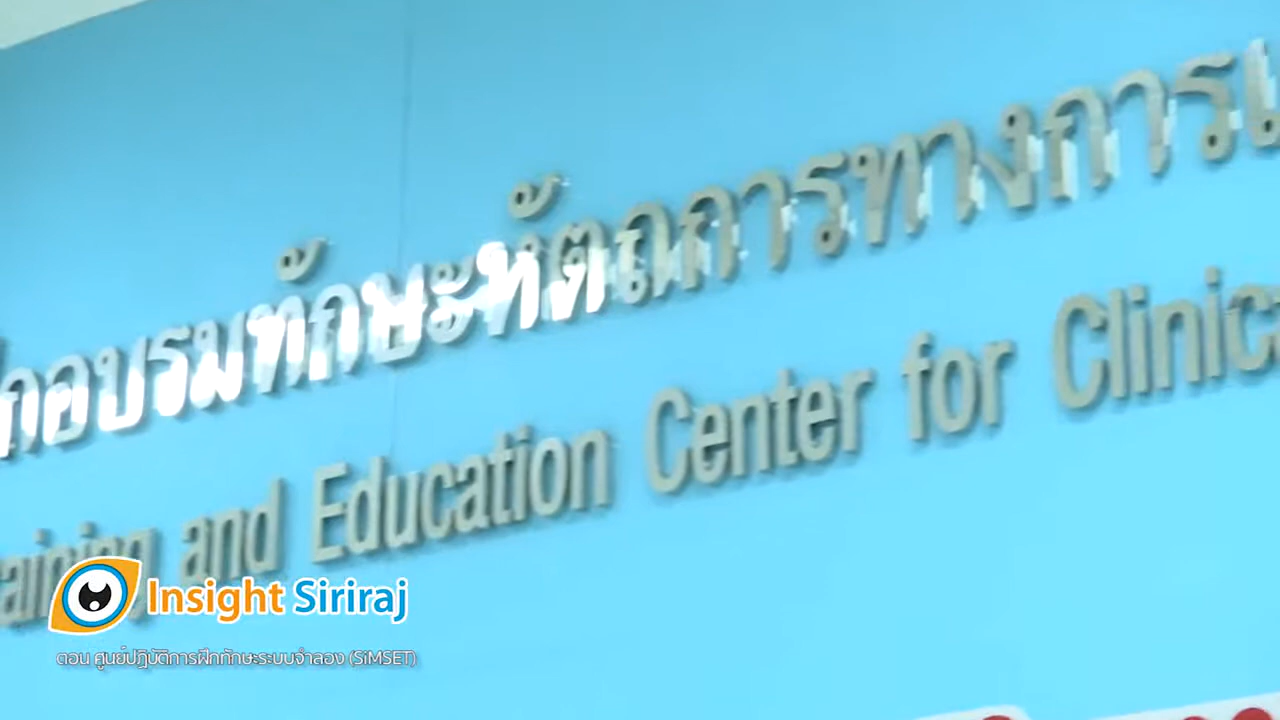 กอบรมทักษะหัตถการทางการแ
raining and Education Center for Clinic
Insight Siriraj
ตอน ศูนย์ปฏิบัติการฝึกทักษะระบบจำลอง (SiMSET)